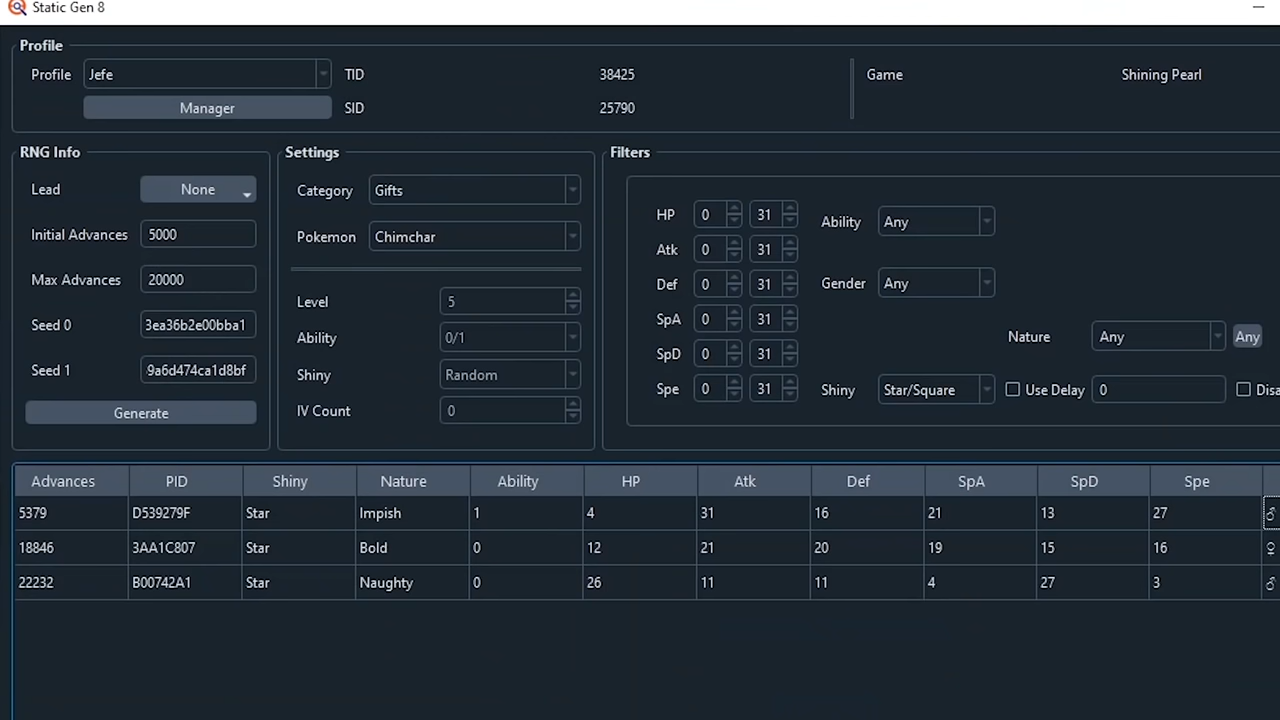 Static Gen 8
Profile
Profile Jefe TID 38425 Game Shining Pearl
Manager SID 25790
RNG Info Settings Filters
Lead None Category Gifts HP 0 31 Ability Any
Initial Advances 5000 Pokemon Chimchar Atk 0 31
Max Advances 20000 Level 5 Def 0 31 Gender Any
Seed 0 3ea36b2e00bba1 Ability 0/1 SpA 0 31 Nature Any Any
Seed 1 9a6d474ca1d8bf Shiny Random SpD 0 31
Generate IV Count 0 Spe 0 31 Shiny Star/Square Use Delay 0 Disa
Advances PID Shiny Nature Ability HP Atk Def SpA SpD Spe
5379 D539279F Star Impish 1 4 31 16 21 13 27 ♂
18846 3AA1C807 Star Bold 0 12 21 20 19 15 16 ♀
22232 B00742A1 Star Naughty 0 26 11 11 4 27 3 ♂